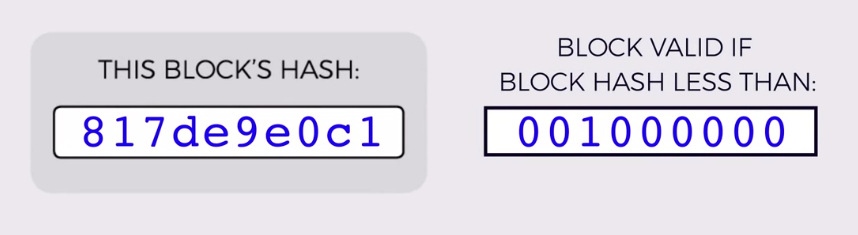 THIS BLOCK'S HASH:
817de9e0c1
BLOCK VALID IF
BLOCK HASH LESS THAN:
001000000